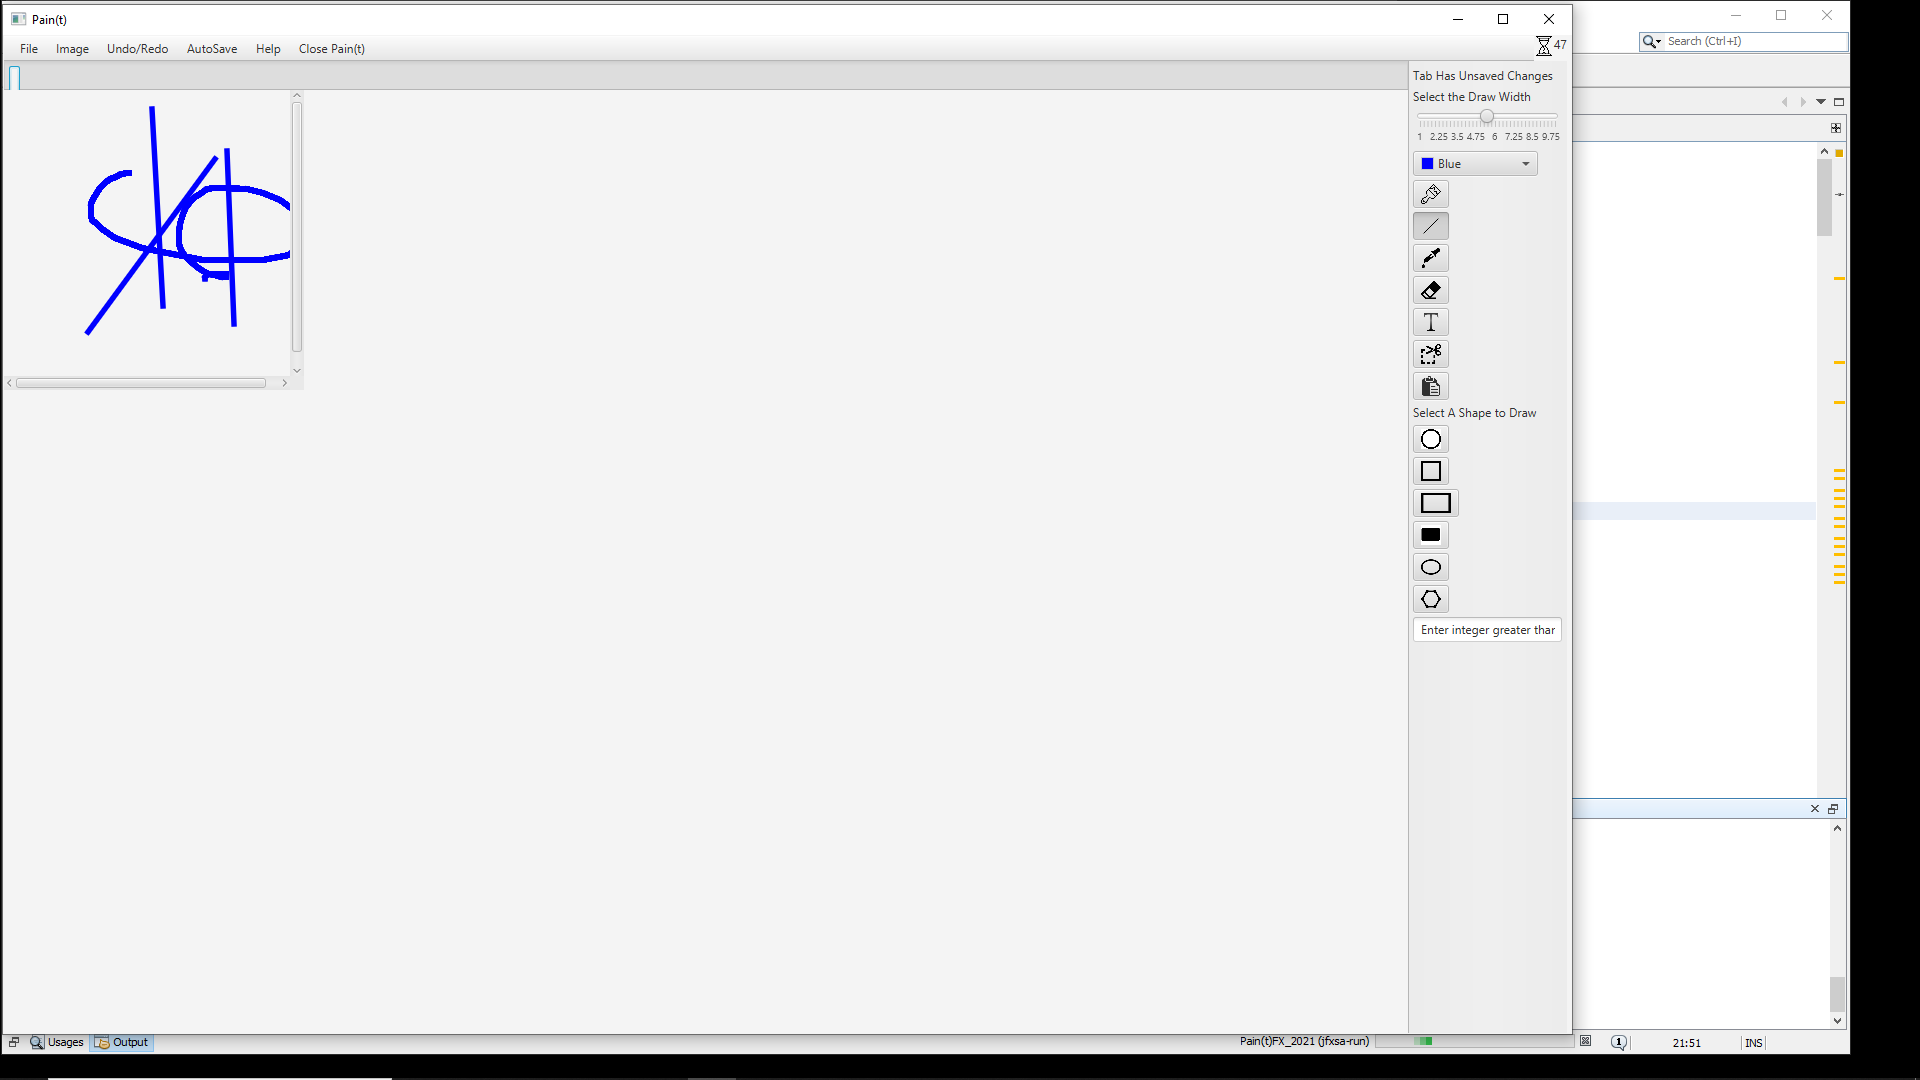 Pain(t)
File Image Undo/Redo AutoSave Help Close Pain(t)
47
Search (Ctrl+I)
Tab Has Unsaved Changes
Select the Draw Width
1 2.25 3.5 4.75 6 7.25 8.5 9.75
Blue
T
Select A Shape to Draw
Enter integer greater thar
Usages Output Pain(t)FX_2021 (jfxsa-run) 1 21:51 INS